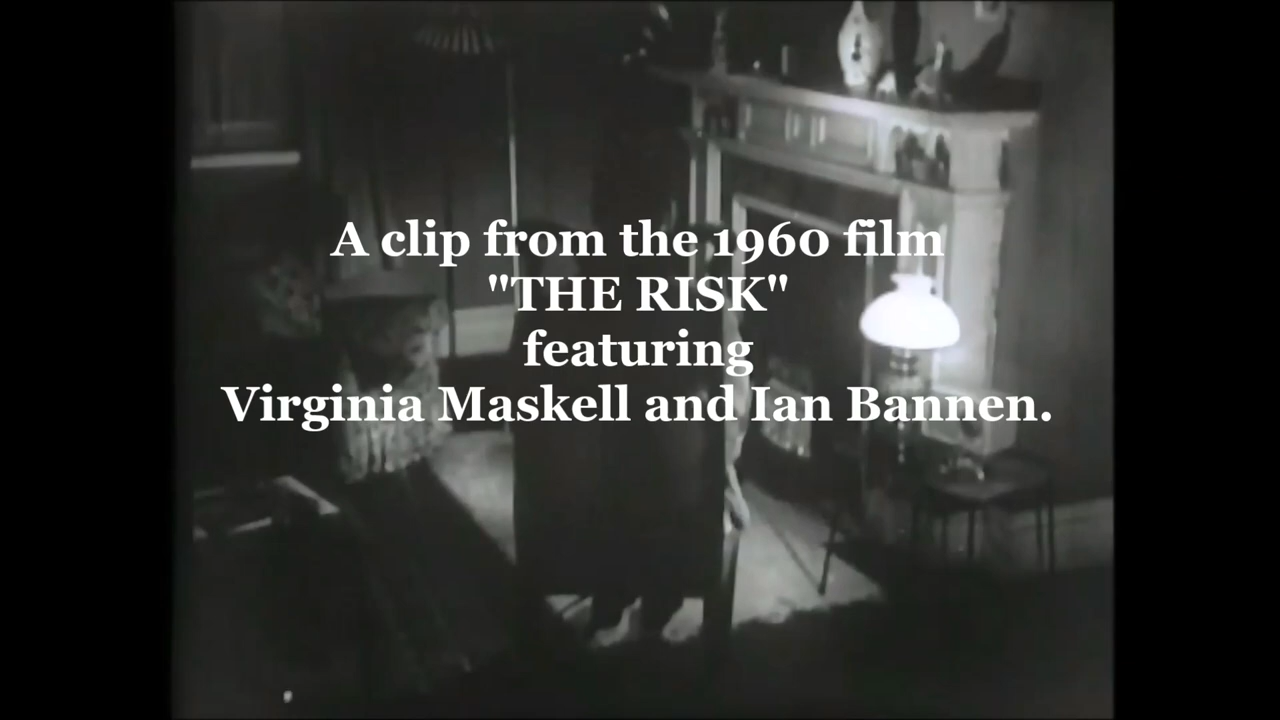 A clip from the 1960 film
"THE RISK"
featuring
Virginia Maskell and Ian Bannen.